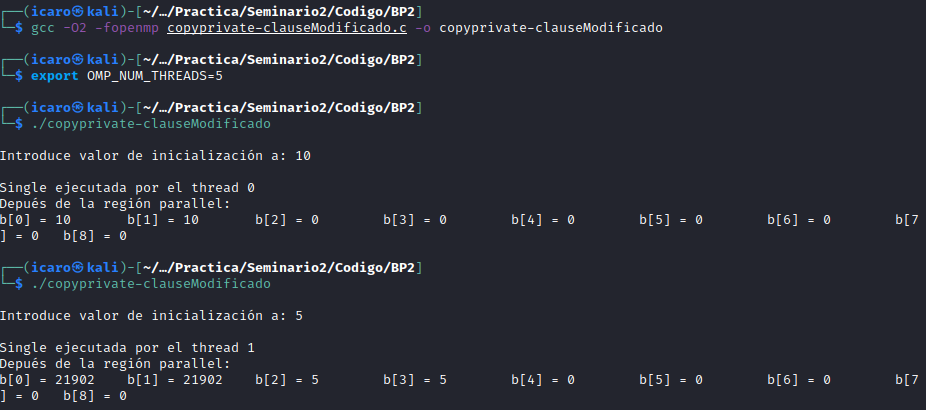 ┌──(icaro㉿kali)-[~/…/Practica/Seminario2/Codigo/BP2]
└─$ gcc -O2 -fopenmp copyprivate-clauseModificado.c -o copyprivate-clauseModificado
┌──(icaro㉿kali)-[~/…/Practica/Seminario2/Codigo/BP2]
└─$ export OMP_NUM_THREADS=5
┌──(icaro㉿kali)-[~/…/Practica/Seminario2/Codigo/BP2]
└─$ ./copyprivate-clauseModificado
Introduce valor de inicialización a: 10
Single ejecutada por el thread 0
Depués de la región parallel:
b[0] = 10       b[1] = 10       b[2] = 0        b[3] = 0        b[4] = 0        b[5] = 0        b[6] = 0        b[7
] = 0   b[8] = 0
┌──(icaro㉿kali)-[~/…/Practica/Seminario2/Codigo/BP2]
└─$ ./copyprivate-clauseModificado
Introduce valor de inicialización a: 5
Single ejecutada por el thread 1
Depués de la región parallel:
b[0] = 21902    b[1] = 21902    b[2] = 5        b[3] = 5        b[4] = 0        b[5] = 0        b[6] = 0        b[7
] = 0   b[8] = 0